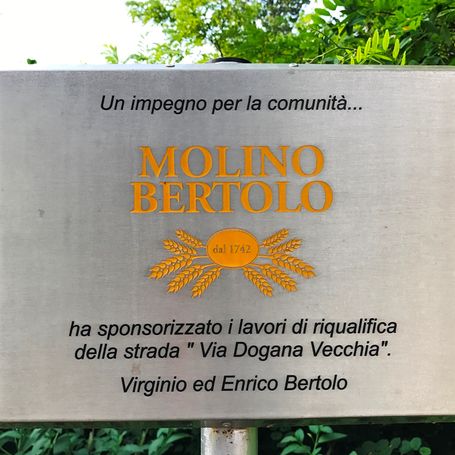 Un impegno per la comunità...
MOLINO
BERTOLO
dal 1742
ha sponsorizzato i lavori di riqualifica
della strada " Via Dogana Vecchia".
Virginio ed Enrico Bertolo